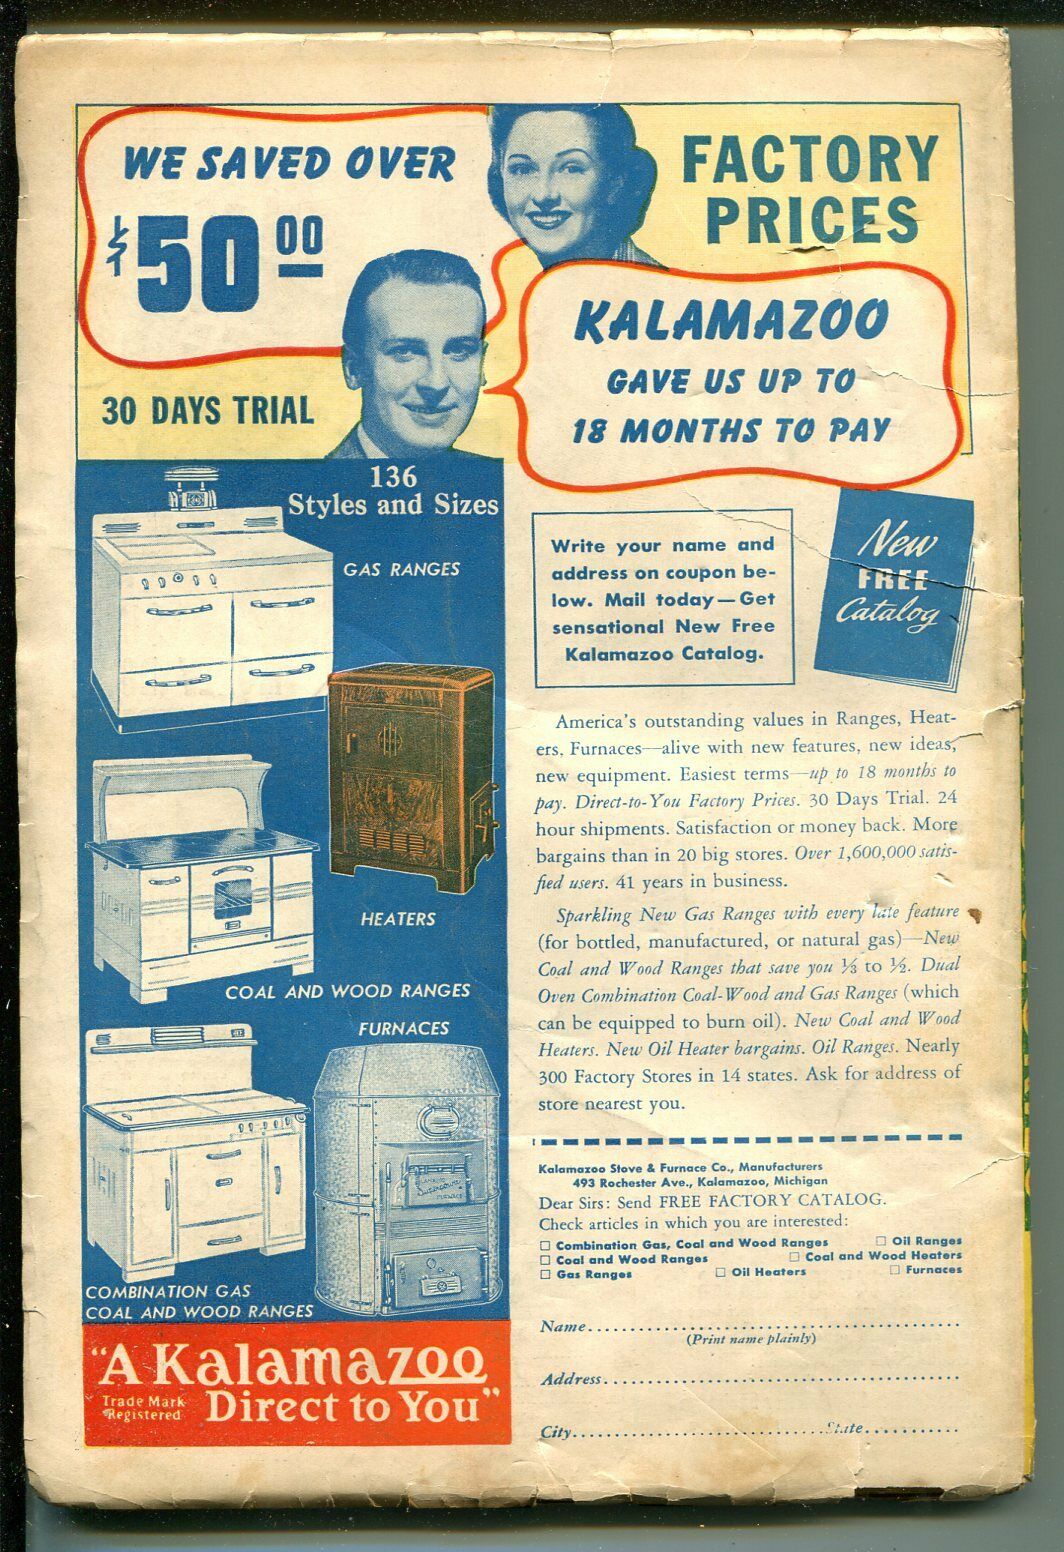 WE SAVED OVER
$50.00
FACTORY
PRICES
KALAMAZOO
GAVE US UP TO
18 MONTHS TO PAY
30 DAYS TRIAL
136
Styles and Sizes
GAS RANGES
HEATERS
COAL AND WOOD RANGES
FURNACES
COMBINATION GAS
COAL AND WOOD RANGES
"A Kalamazoo
Trade Mark
Registered
Direct to You"
Write your name and
address on coupon be-
low. Mail today—Get
sensational New Free
Kalamazoo Catalog.
New
FREE
Catalog
America's outstanding values in Ranges, Heat-
ers, Furnaces—alive with new features, new ideas,
new equipment. Easiest terms—up to 18 months to
pay. Direct-to-You Factory Prices. 30 Days Trial. 24
hour shipments. Satisfaction or money back. More
bargains than in 20 big stores. Over 1,600,000 satis-
fied users. 41 years in business.
Sparkling New Gas Ranges with every late feature
(for bottled, manufactured, or natural gas)—New
Coal and Wood Ranges that save you ⅓ to ½. Dual
Oven Combination Coal-Wood and Gas Ranges (which
can be equipped to burn oil). New Coal and Wood
Heaters. New Oil Heater bargains. Oil Ranges. Nearly
300 Factory Stores in 14 states. Ask for address of
store nearest you.
Kalamazoo Stove & Furnace Co., Manufacturers
493 Rochester Ave., Kalamazoo, Michigan
Dear Sirs: Send FREE FACTORY CATALOG.
Check articles in which you are interested:
☐ Combination Gas, Coal and Wood Ranges ☐ Oil Ranges
☐ Coal and Wood Ranges ☐ Coal and Wood Heaters
☐ Gas Ranges ☐ Oil Heaters ☐ Furnaces
Name
(Print name plainly)
Address
City State